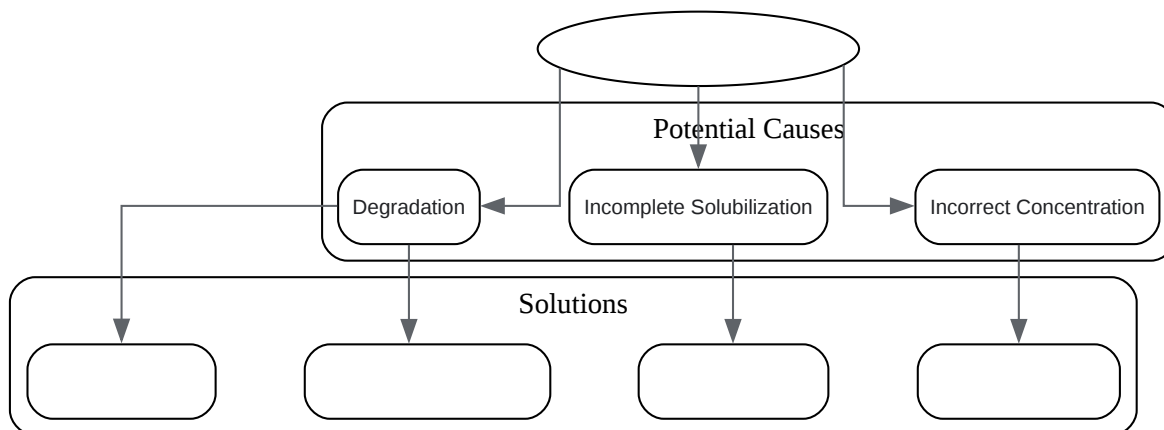 Potential Causes
Degradation
Incomplete Solubilization
Incorrect Concentration
Solutions